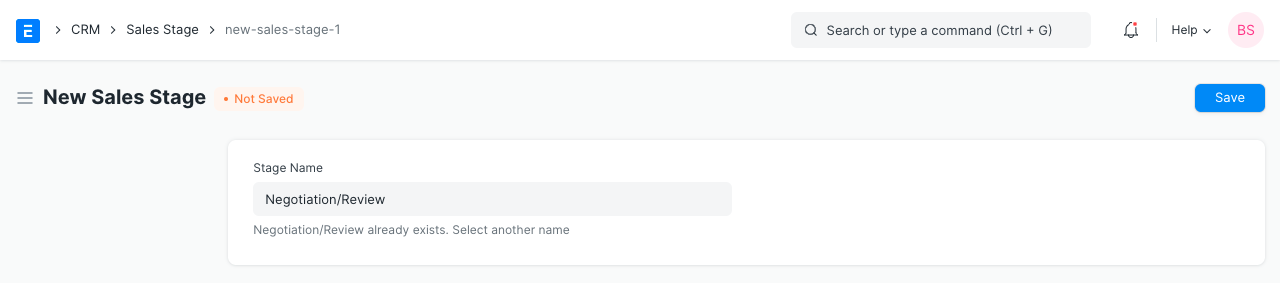 E
CRM Sales Stage new-sales-stage-1 Search or type a command (Ctrl + G) Help BS
New Sales Stage Not Saved Save
Stage Name
Negotiation/Review
Negotiation/Review already exists. Select another name